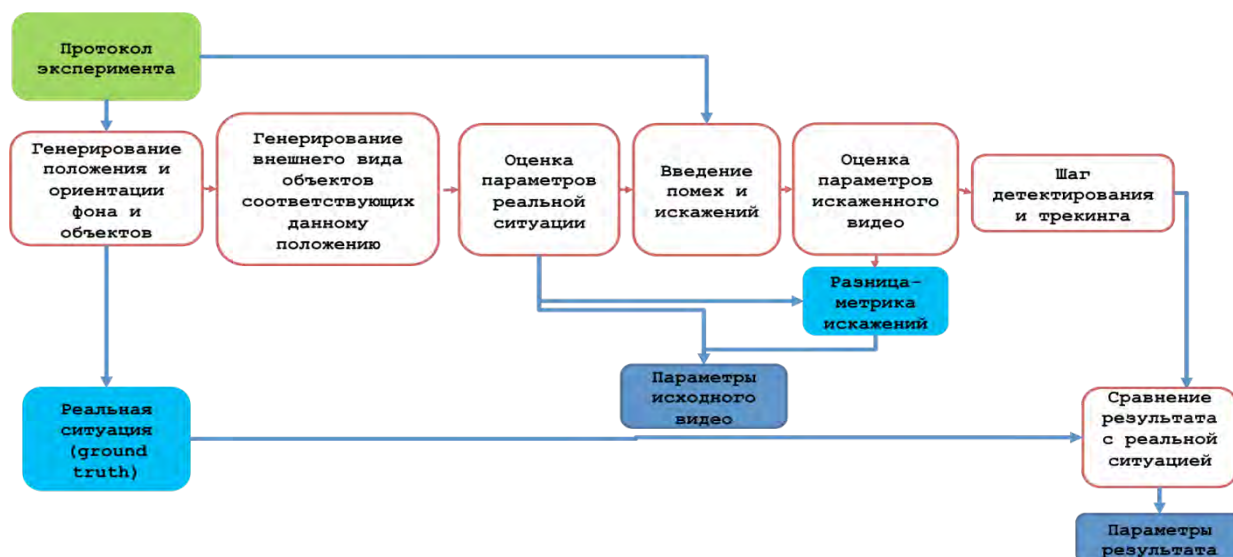 Протокол
эксперимента
Генерирование
положения и
ориентации
фона и
объектов
Генерирование
внешнего вида
объектов
соответствующих
данному
положению
Оценка
параметров
реальной
ситуации
Введение
помех и
искажений
Оценка
параметров
искаженного
видео
Шаг
детектирования
и трекинга
Разница-
метрика
искажений
Параметры
исходного
видео
Реальная
ситуация
(ground
truth)
Сравнение
результата
с реальной
ситуацией
Параметры
результата